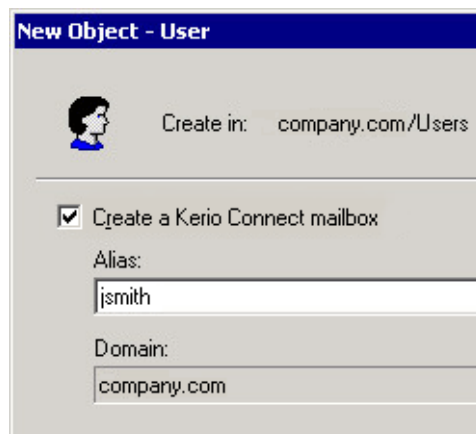 New Object - User
Create in: company.com/Users
Create a Kerio Connect mailbox
Alias:
jsmith
Domain:
company.com